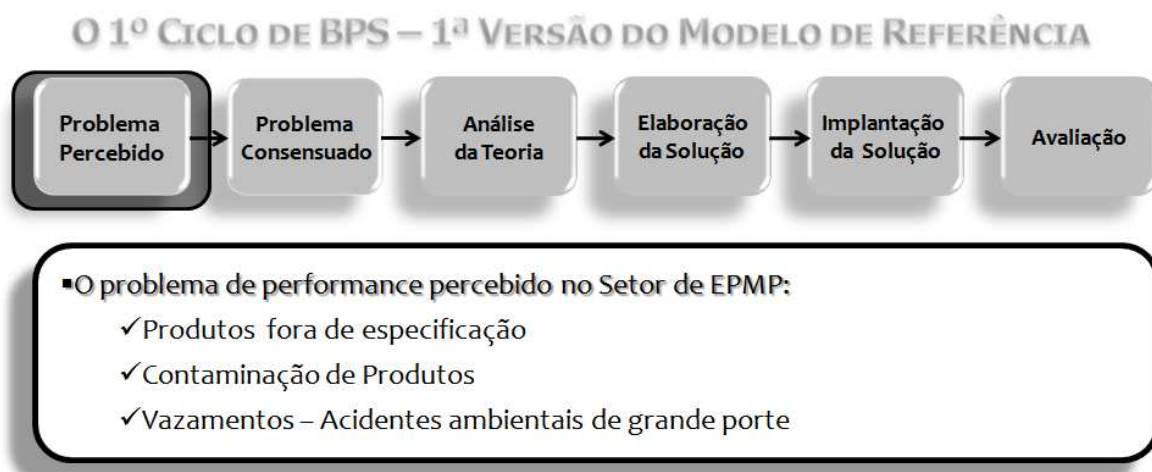 O 1º CICLO DE BPS – 1ª VERSÃO DO MODELO DE REFERÊNCIA
Problema
Percebido
Problema
Consensuado
Análise
da Teoria
Elaboração
da Solução
Implantação
da Solução
Avaliação
▪O problema de performance percebido no Setor de EPMP:
✓Produtos fora de especificação
✓Contaminação de Produtos
✓Vazamentos – Acidentes ambientais de grande porte